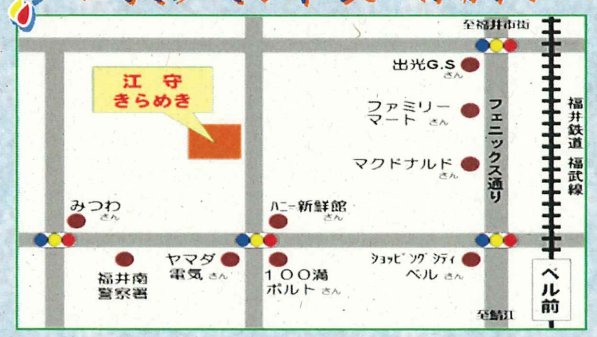 至福井市街
出光G.S
さん
江 守
きらめき
ファミリー
マート さん
フェニックス通り
福井鉄道 福武線
マクドナルド
さん
みつわ
さん
ハニー新鮮館
さん
福井南
警察署
ヤマダ
電気 さん
100満
ボルト さん
ショッピングシティ
ベル さん
ベル前
至鯖江